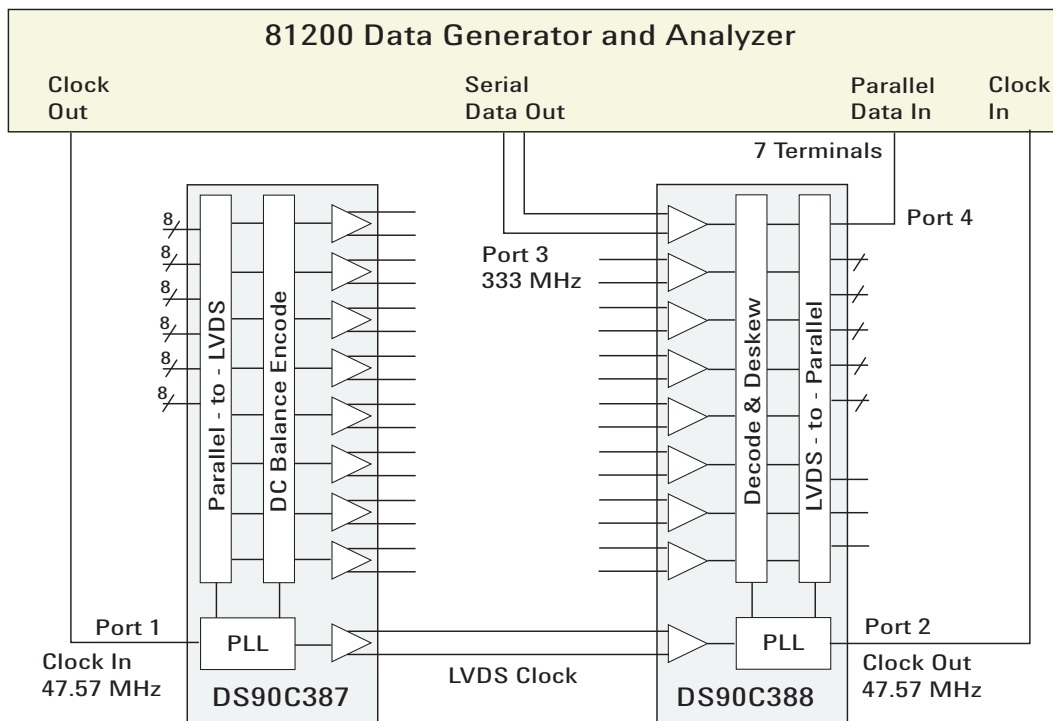 81200 Data Generator and Analyzer
Clock
Out
Serial
Data Out
Parallel
Data In
Clock
In
7 Terminals
8
8
8
8
8
8
Parallel - to - LVDS
DC Balance Encode
Port 3
333 MHz
Decode & Deskew
LVDS - to - Parallel
Port 4
Port 1
Clock In
47.57 MHz
PLL
LVDS Clock
PLL
Port 2
Clock Out
47.57 MHz
DS90C387
DS90C388